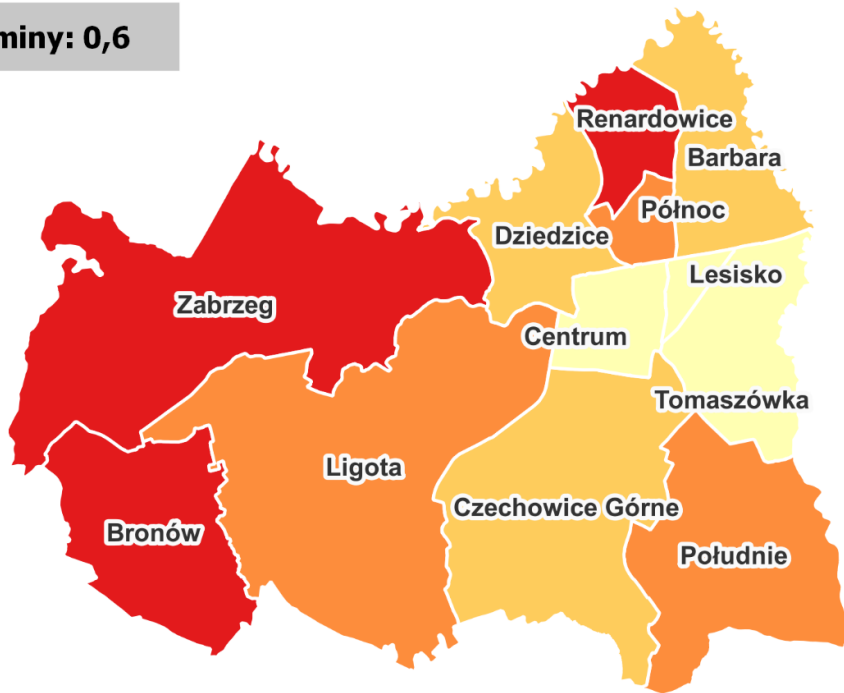 miny: 0,6
Renardowice
Barbara
Północ
Dziedzice
Lesisko
Zabrzeg
Centrum
Tomaszówka
Ligota
Czechowice Górne
Bronów
Południe